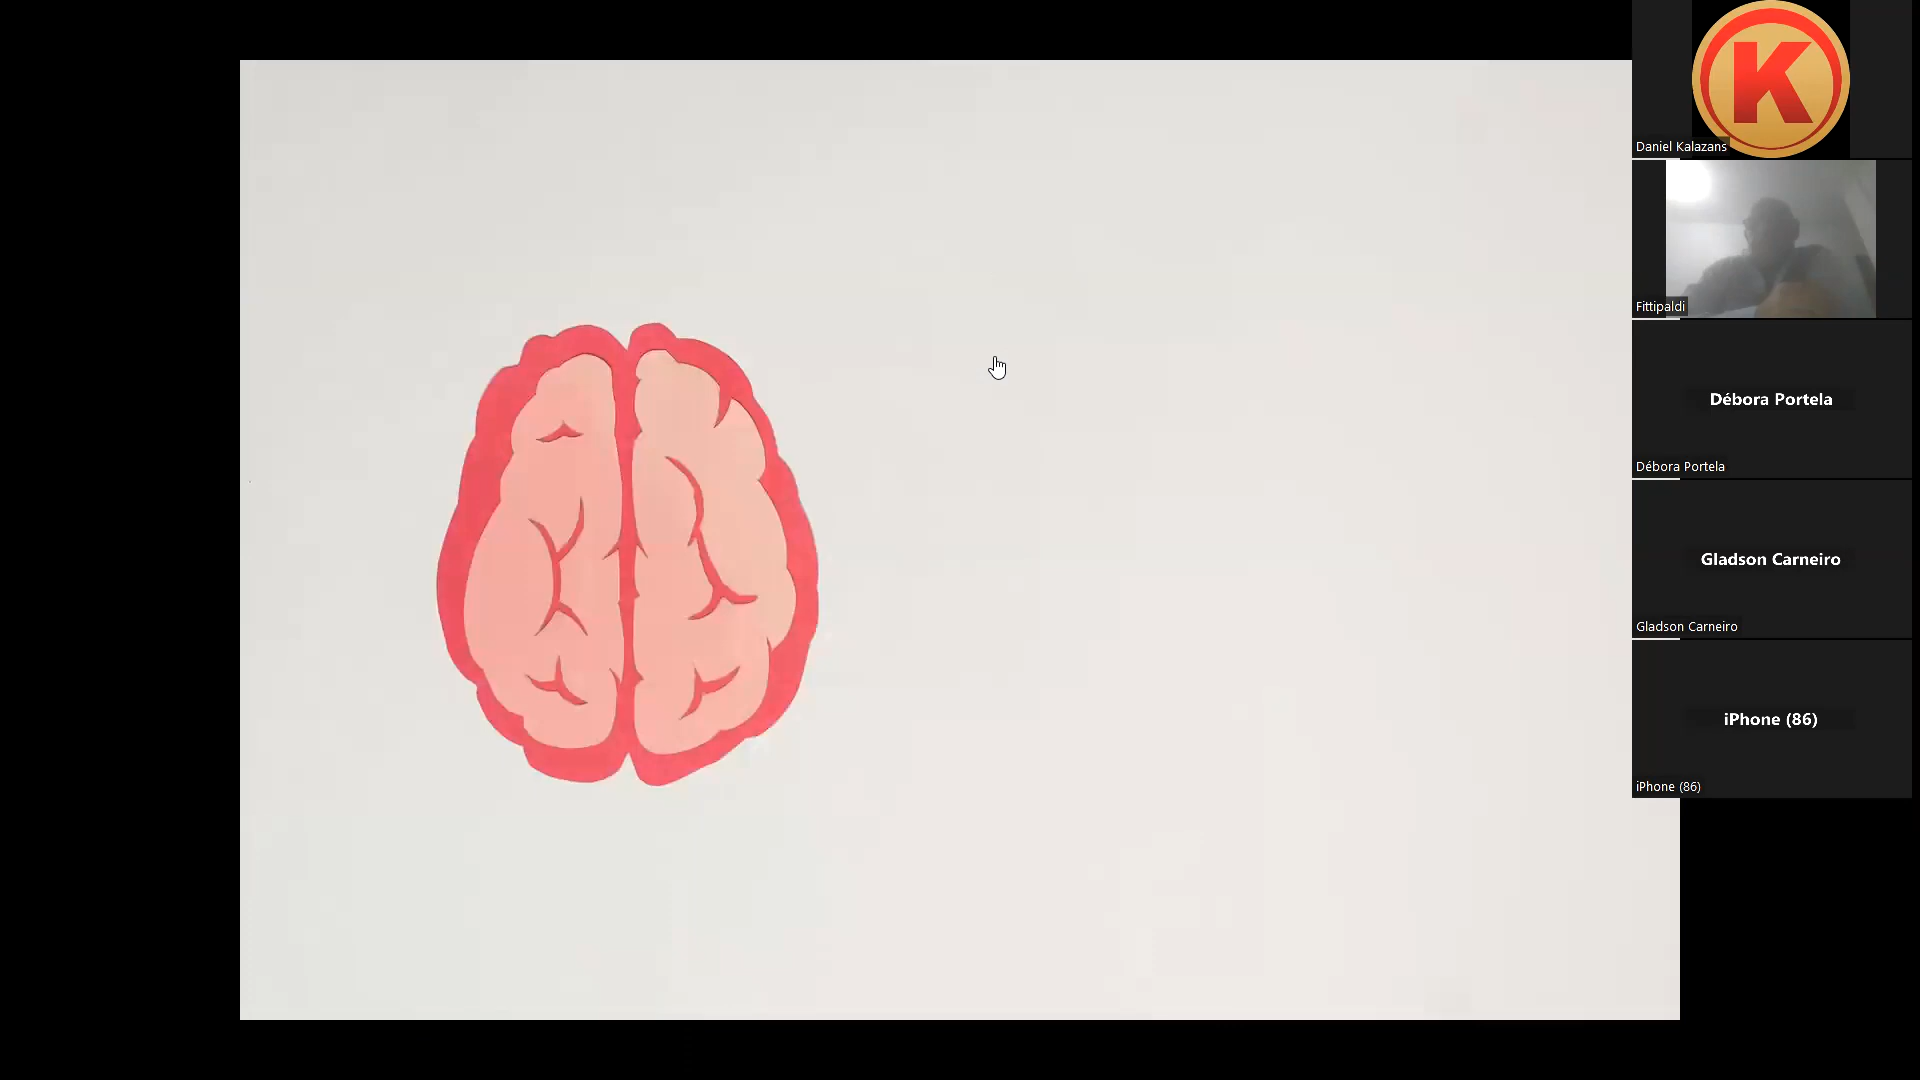 K
Daniel Kalazans
Fittipaldi
Débora Portela
Débora Portela
Gladson Carneiro
Gladson Carneiro
iPhone (86)
iPhone (86)